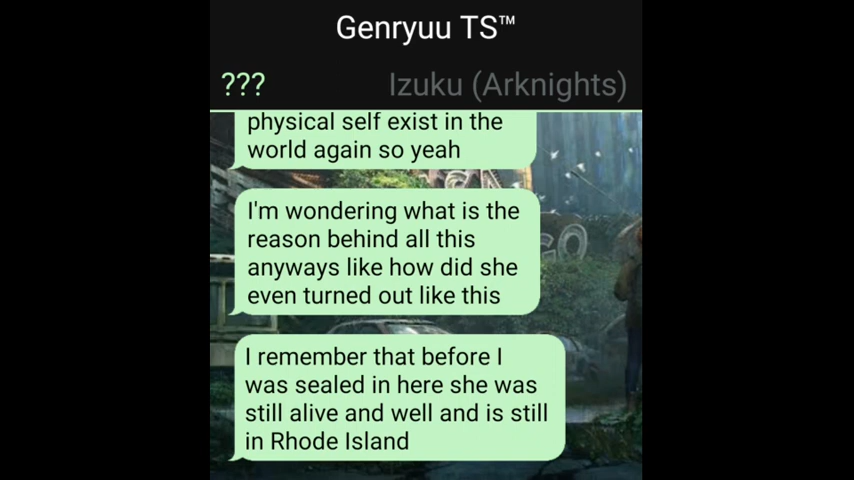 Genryuu TS™
???
Izuku (Arknights)
physical self exist in the
world again so yeah
I'm wondering what is the
reason behind all this
anyways like how did she
even turned out like this
I remember that before I
was sealed in here she was
still alive and well and is still
in Rhode Island